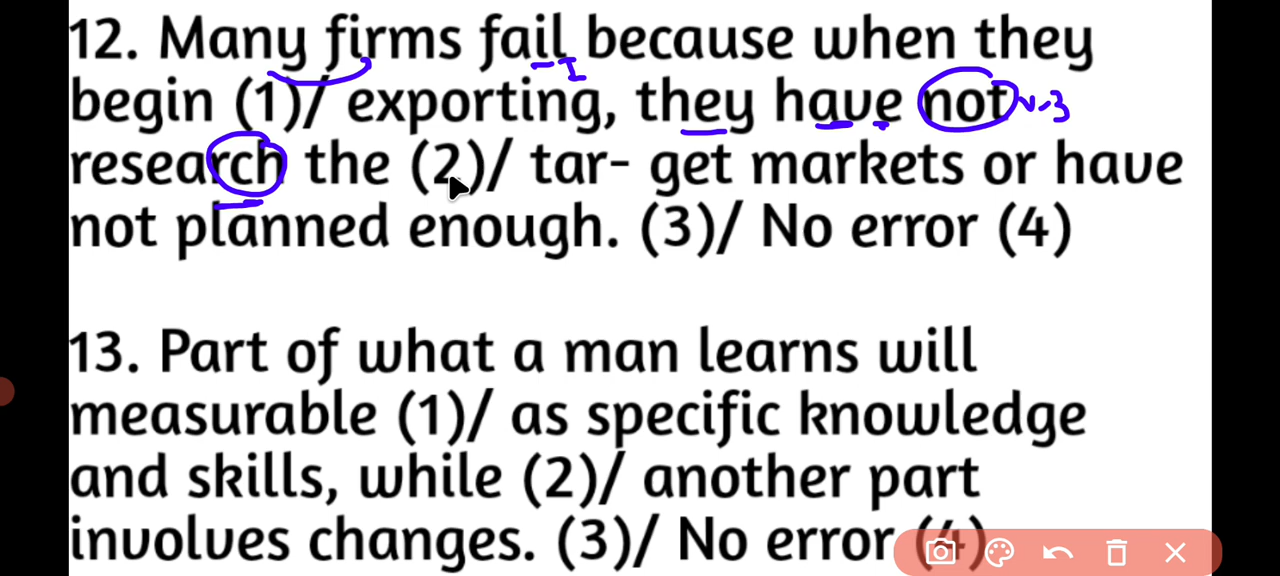 12. Many firms fail because when they
begin (1)/ exporting, they have not v-3
research the (2)/ tar- get markets or have
not planned enough. (3)/ No error (4)
13. Part of what a man learns will
measurable (1)/ as specific knowledge
and skills, while (2)/ another part
involves changes. (3)/ No error (4)